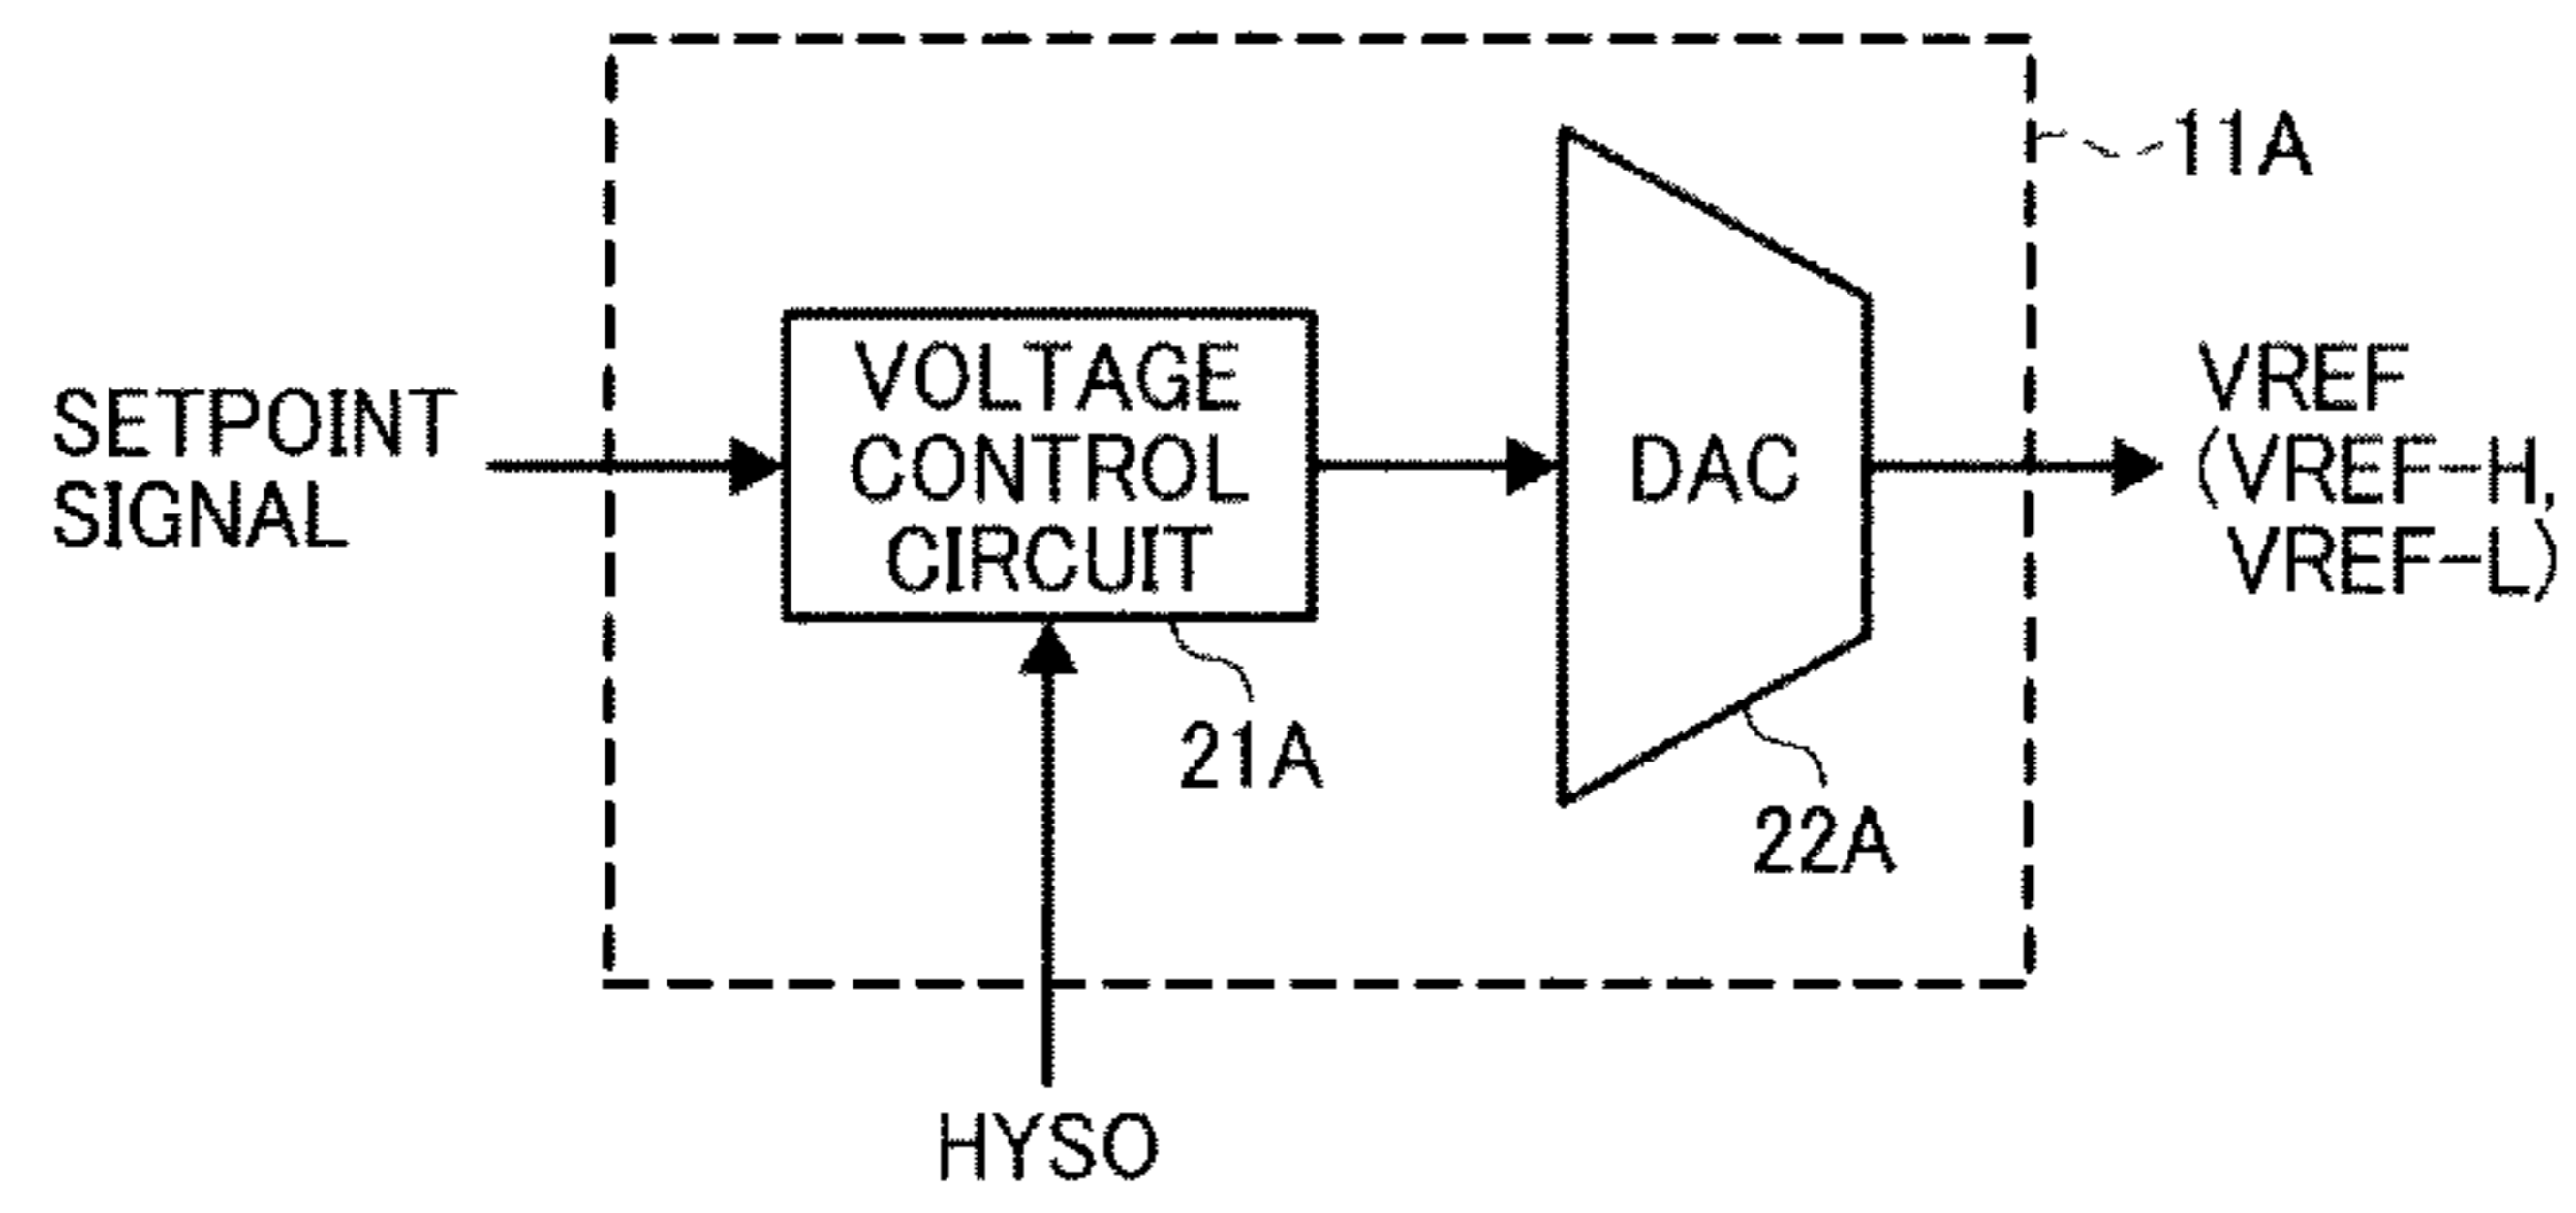 11A
SETPOINT
SIGNAL
VOLTAGE
CONTROL
CIRCUIT
DAC
VREF
(VREF-H,
VREF-L)
21A
22A
HYSO